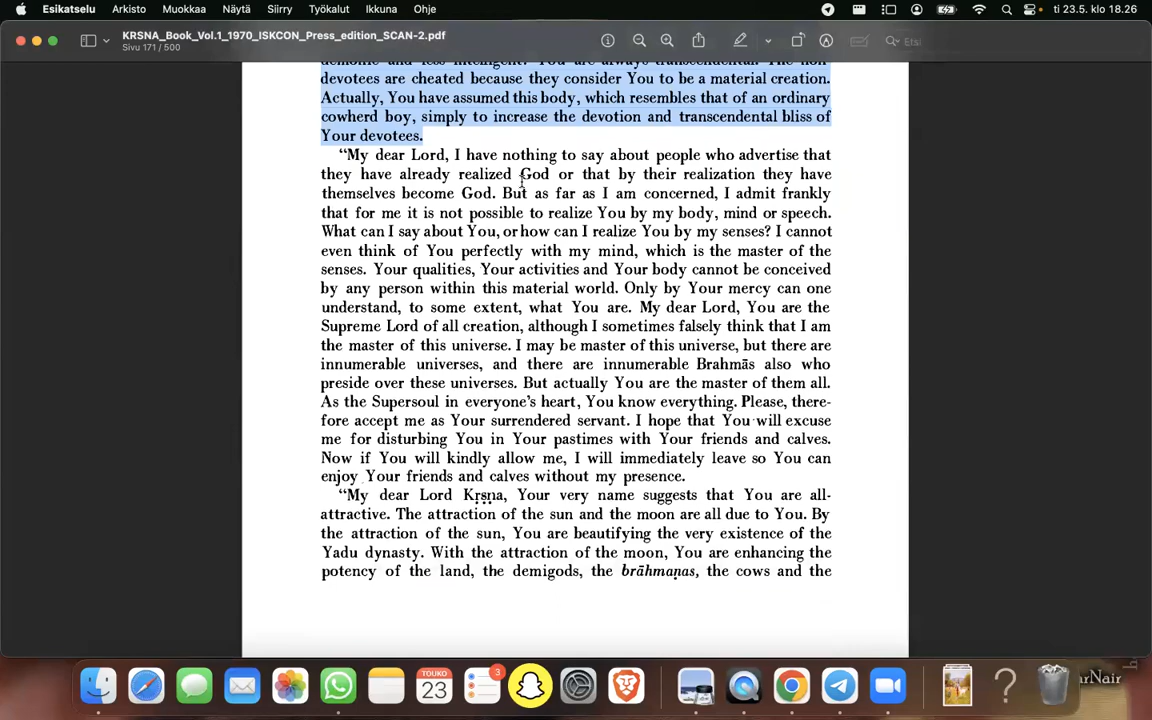 Esikatselu Arkisto Muokkaa Näytä Siirry Työkalut Ikkuna Ohje ti 23.5. klo 18.26
KRSNA_Book_Vol.1_1970_ISKCON_Press_edition_SCAN-2.pdf
Sivu 171 / 500
Etsi
demonic and less intelligent. You are always transcendental. The non-
devotees are cheated because they consider You to be a material creation.
Actually, You have assumed this body, which resembles that of an ordinary
cowherd boy, simply to increase the devotion and transcendental bliss of
Your devotees.
“My dear Lord, I have nothing to say about people who advertise that
they have already realized God or that by their realization they have
themselves become God. But as far as I am concerned, I admit frankly
that for me it is not possible to realize You by my body, mind or speech.
What can I say about You, or how can I realize You by my senses? I cannot
even think of You perfectly with my mind, which is the master of the
senses. Your qualities, Your activities and Your body cannot be conceived
by any person within this material world. Only by Your mercy can one
understand, to some extent, what You are. My dear Lord, You are the
Supreme Lord of all creation, although I sometimes falsely think that I am
the master of this universe. I may be master of this universe, but there are
innumerable universes, and there are innumerable Brahmās also who
preside over these universes. But actually You are the master of them all.
As the Supersoul in everyone’s heart, You know everything. Please, there-
fore accept me as Your surrendered servant. I hope that You will excuse
me for disturbing You in Your pastimes with Your friends and calves.
Now if You will kindly allow me, I will immediately leave so You can
enjoy Your friends and calves without my presence.
“My dear Lord Kṛṣṇa, Your very name suggests that You are all-
attractive. The attraction of the sun and the moon are all due to You. By
the attraction of the sun, You are beautifying the very existence of the
Yadu dynasty. With the attraction of the moon, You are enhancing the
potency of the land, the demigods, the brāhmaṇas, the cows and the
TOUKO
23
3
arNair